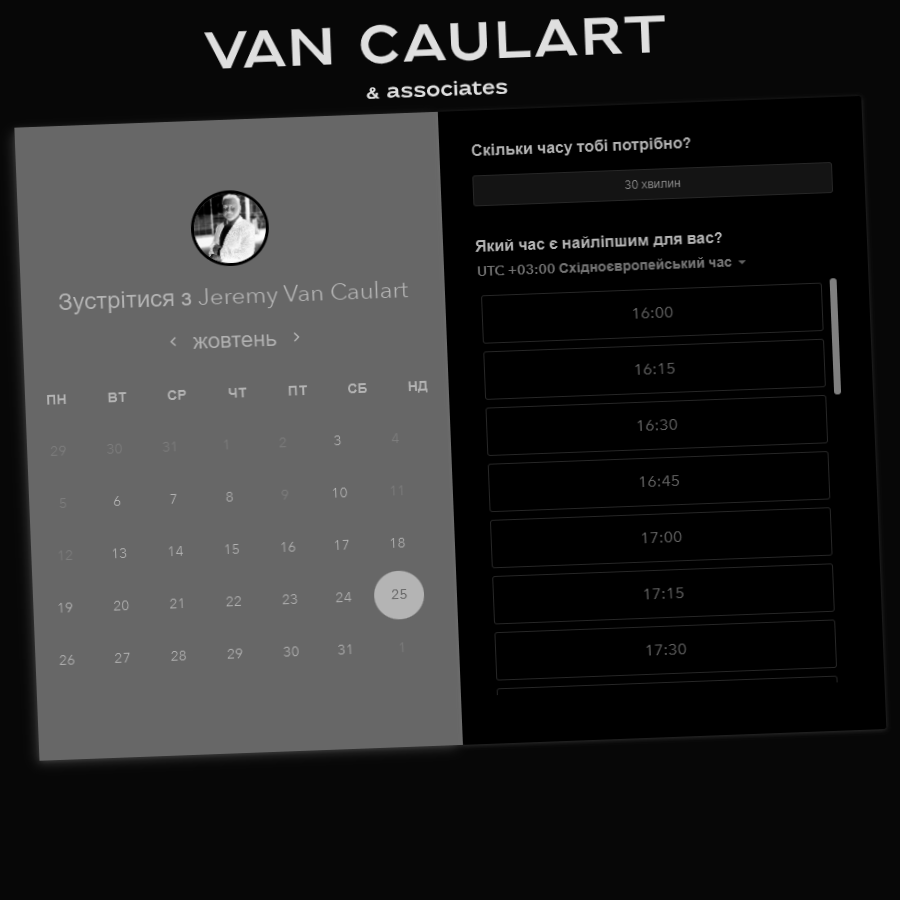 VAN CAULART
& associates
Зустрітися з Jeremy Van Caulart
жовтень
ПН ВТ СР ЧТ ПТ СБ НД
29 30 31 1 2 3 4
5 6 7 8 9 10 11
12 13 14 15 16 17 18
19 20 21 22 23 24 25
26 27 28 29 30 31 1
Скільки часу тобі потрібно?
30 хвилин
Який час є найліпшим для вас?
UTC +03:00 Східноєвропейський час
16:00
16:15
16:30
16:45
17:00
17:15
17:30